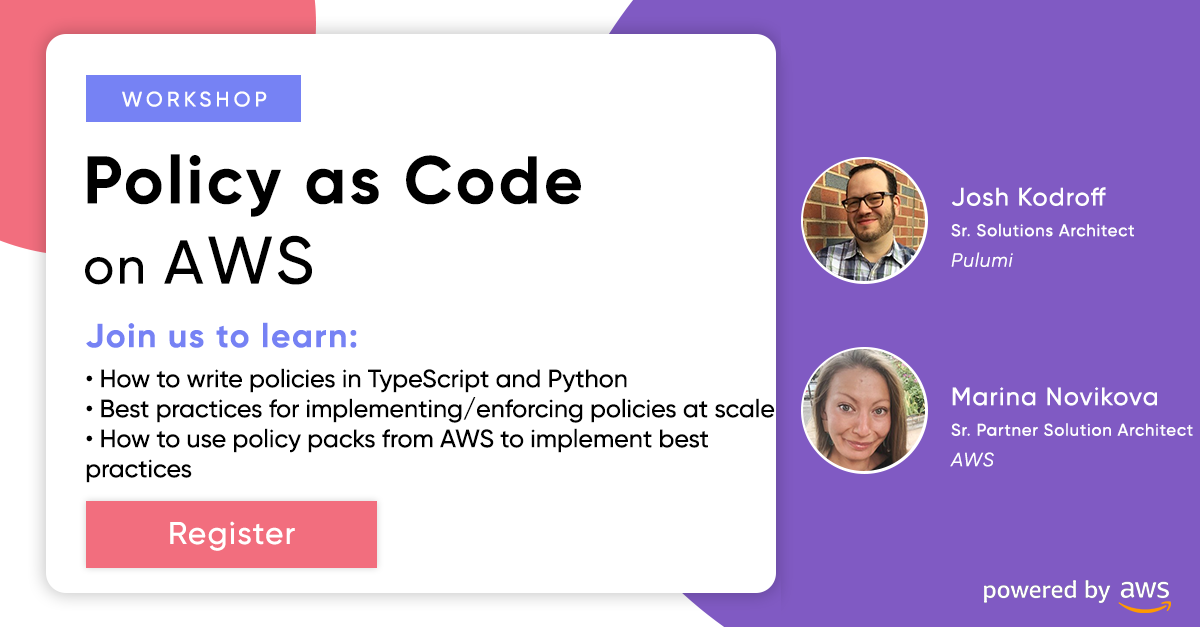 WORKSHOP
Policy as Code
on AWS
Join us to learn:
• How to write policies in TypeScript and Python
• Best practices for implementing/enforcing policies at scale
• How to use policy packs from AWS to implement best
practices
Register
Josh Kodroff
Sr. Solutions Architect
Pulumi
Marina Novikova
Sr. Partner Solution Architect
AWS
powered by aws